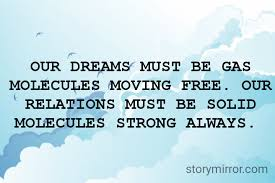 OUR DREAMS MUST BE GAS
MOLECULES MOVING FREE. OUR
RELATIONS MUST BE SOLID
MOLECULES STRONG ALWAYS.
storymirror.com